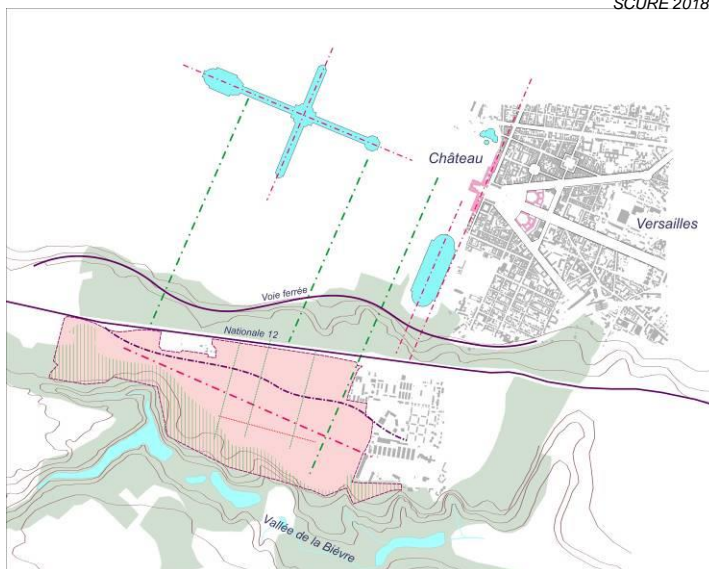 SCURE 2018
Château
Versailles
Voie ferrée
Nationale 12
Vallée de la Bièvre